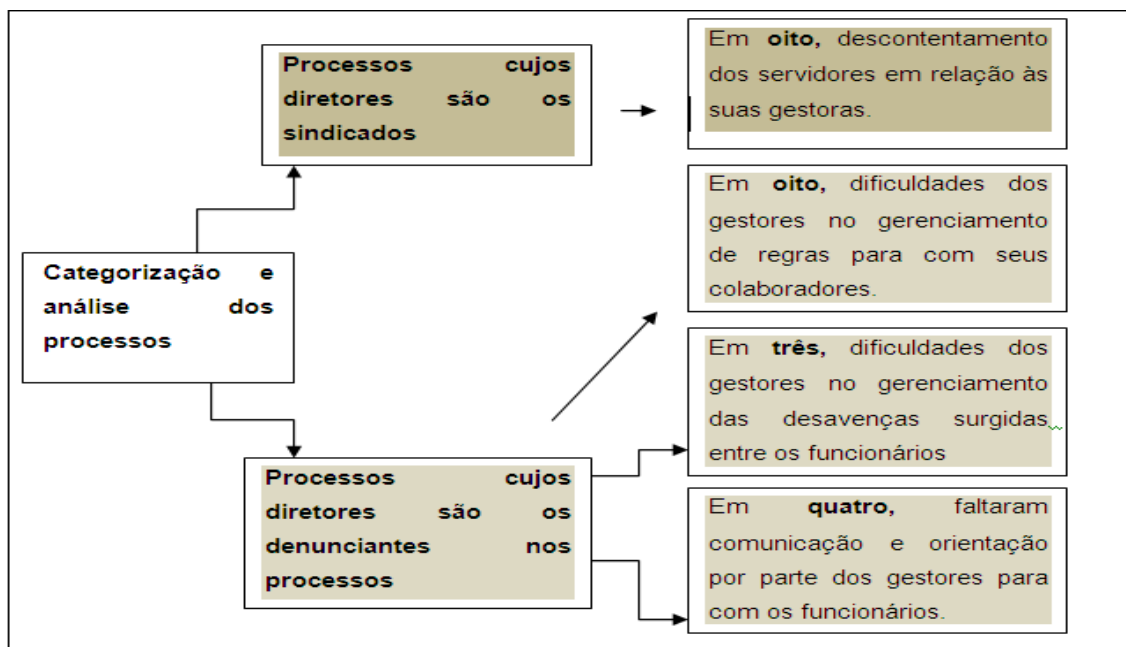 Categorização e
análise dos
processos
Processos cujos
diretores são os
sindicados
Em oito, descontentamento
dos servidores em relação às
suas gestoras.
Processos cujos
diretores são os
denunciantes nos
processos
Em oito, dificuldades dos
gestores no gerenciamento
de regras para com seus
colaboradores.
Em três, dificuldades dos
gestores no gerenciamento
das desavenças surgidas
entre os funcionários
Em quatro, faltaram
comunicação e orientação
por parte dos gestores para
com os funcionários.